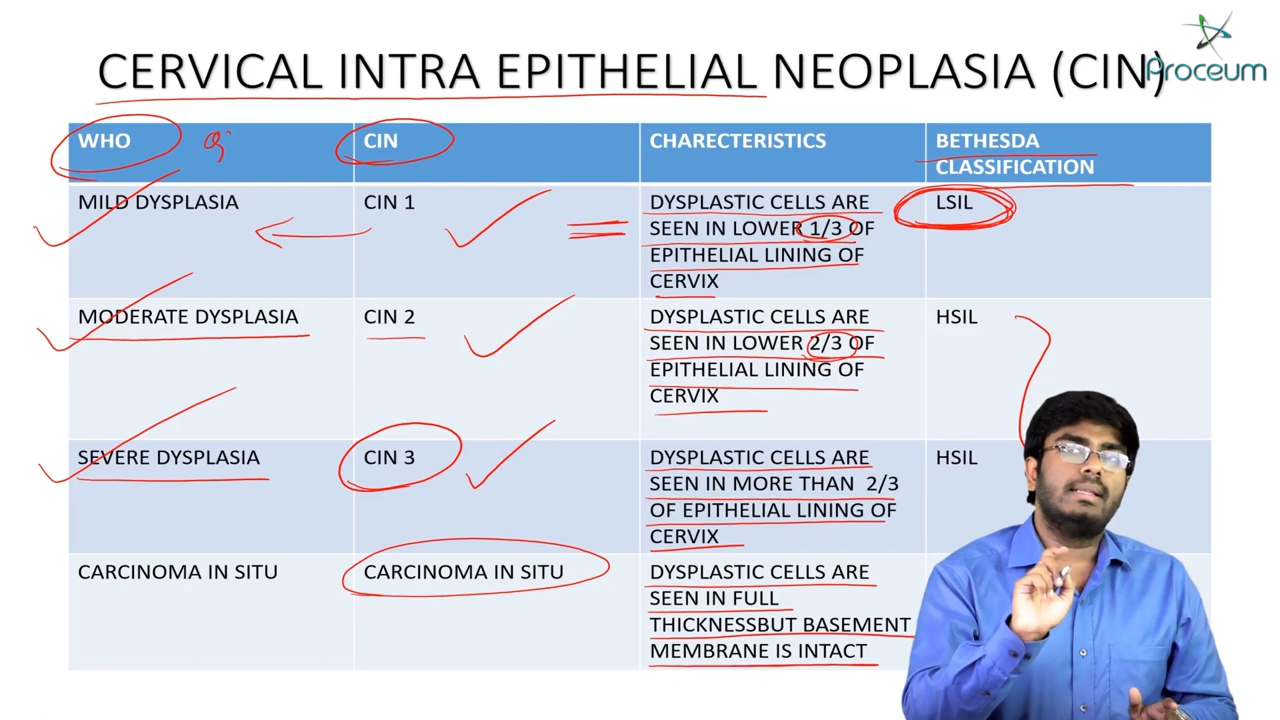 CERVICAL INTRA EPITHELIAL NEOPLASIA (CIN)
Proceum
WHO
CIN
CHARECTERISTICS
BETHESDA
CLASSIFICATION
MILD DYSPLASIA
CIN 1
DYSPLASTIC CELLS ARE
SEEN IN LOWER 1/3 OF
EPITHELIAL LINING OF
CERVIX
LSIL
MODERATE DYSPLASIA
CIN 2
DYSPLASTIC CELLS ARE
SEEN IN LOWER 2/3 OF
EPITHELIAL LINING OF
CERVIX
HSIL
SEVERE DYSPLASIA
CIN 3
DYSPLASTIC CELLS ARE
SEEN IN MORE THAN 2/3
OF EPITHELIAL LINING OF
CERVIX
HSIL
CARCINOMA IN SITU
CARCINOMA IN SITU
DYSPLASTIC CELLS ARE
SEEN IN FULL
THICKNESSBUT BASEMENT
MEMBRANE IS INTACT